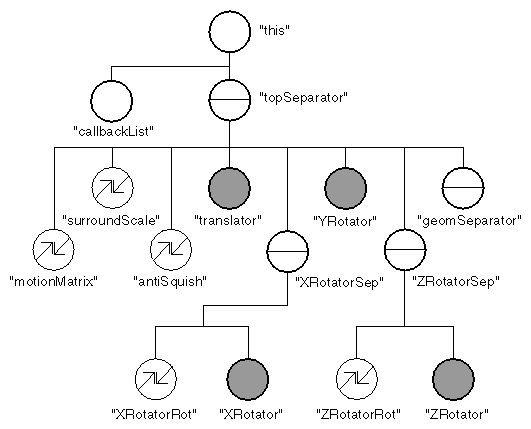 "this"
"callbackList"
"topSeparator"
"surroundScale"
"translator"
"YRotator"
"geomSeparator"
"motionMatrix"
"antiSquish"
"XRotatorSep"
"ZRotatorSep"
"XRotatorRot"
"XRotator"
"ZRotatorRot"
"ZRotator"